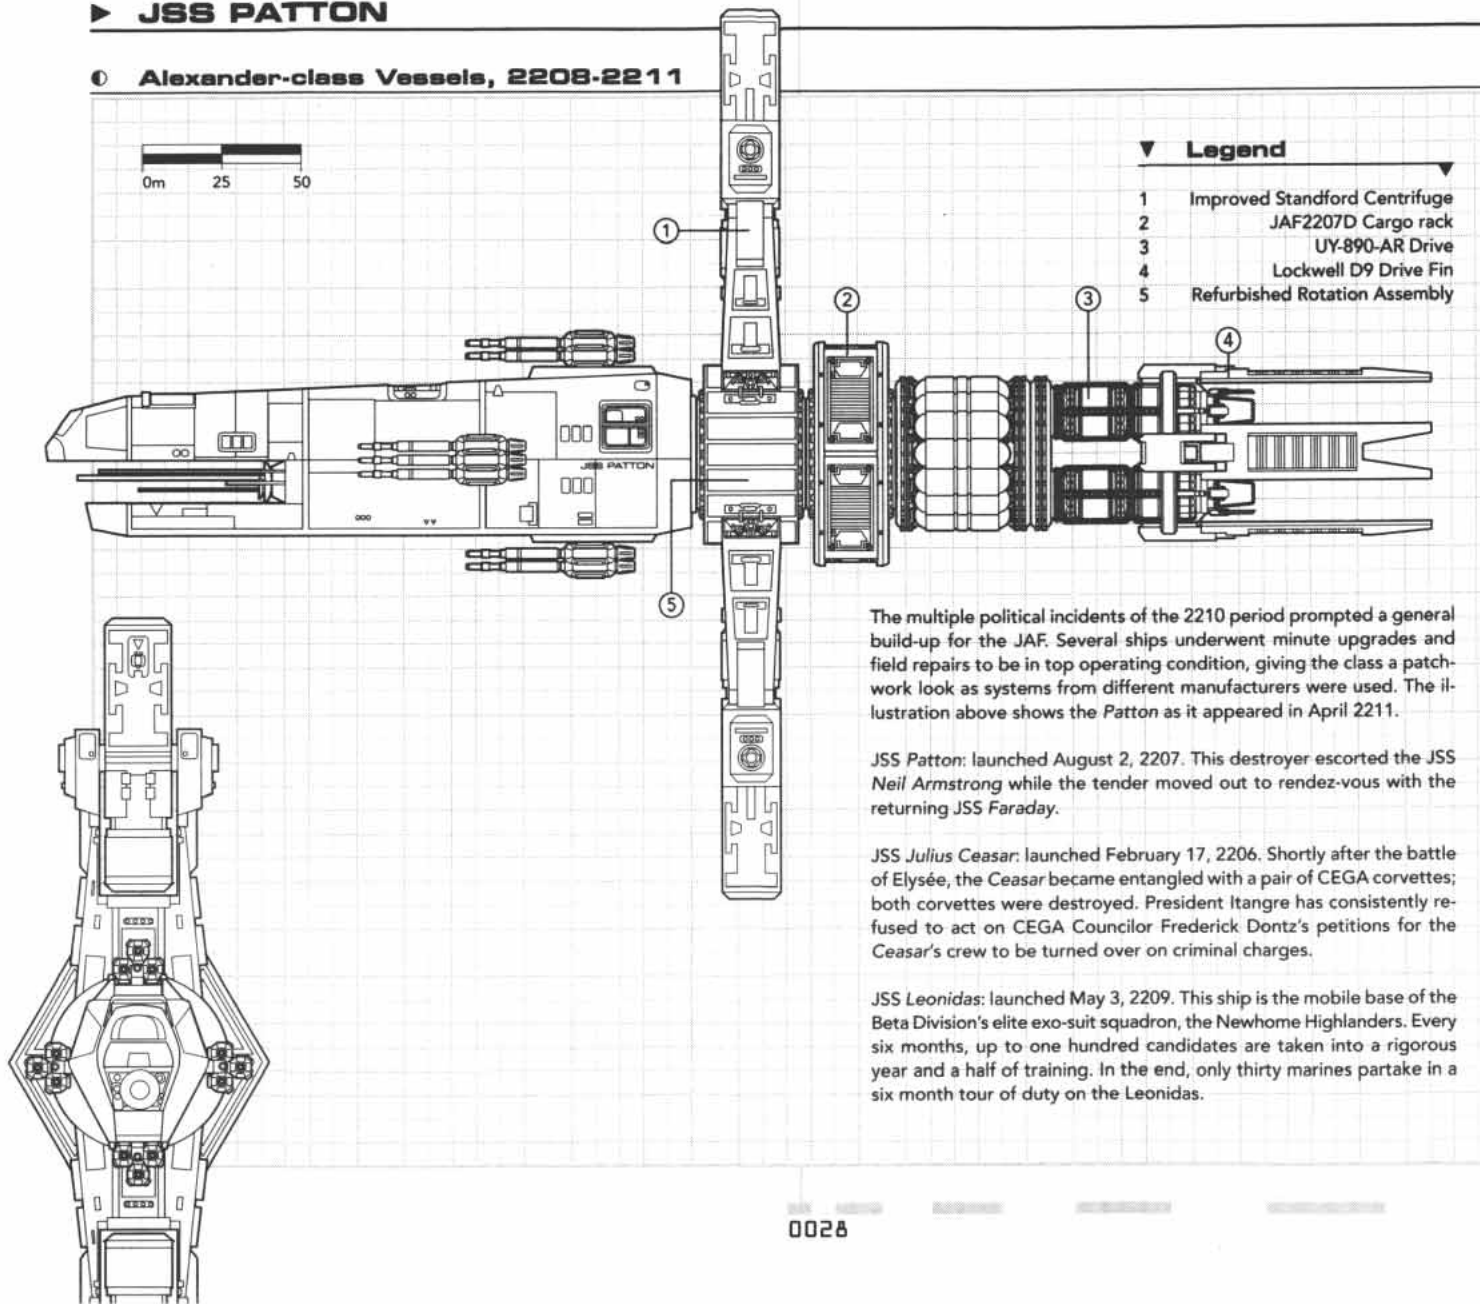 JSS PATTON
Alexander-class Vessels, 2208-2211
0m 25 50
Legend
1 Improved Standford Centrifuge
2 JAF2207D Cargo rack
3 UY-890-AR Drive
4 Lockwell D9 Drive Fin
5 Refurbished Rotation Assembly
1
2
3
4
JSS PATTON
5
The multiple political incidents of the 2210 period prompted a general
build-up for the JAF. Several ships underwent minute upgrades and
field repairs to be in top operating condition, giving the class a patch-
work look as systems from different manufacturers were used. The il-
lustration above shows the Patton as it appeared in April 2211.
JSS Patton: launched August 2, 2207. This destroyer escorted the JSS
Neil Armstrong while the tender moved out to rendez-vous with the
returning JSS Faraday.
JSS Julius Ceasar: launched February 17, 2206. Shortly after the battle
of Elysée, the Ceasar became entangled with a pair of CEGA corvettes;
both corvettes were destroyed. President Itangre has consistently re-
fused to act on CEGA Councilor Frederick Dontz's petitions for the
Ceasar's crew to be turned over on criminal charges.
JSS Leonidas: launched May 3, 2209. This ship is the mobile base of the
Beta Division's elite exo-suit squadron, the Newhome Highlanders. Every
six months, up to one hundred candidates are taken into a rigorous
year and a half of training. In the end, only thirty marines partake in a
six month tour of duty on the Leonidas.
0028